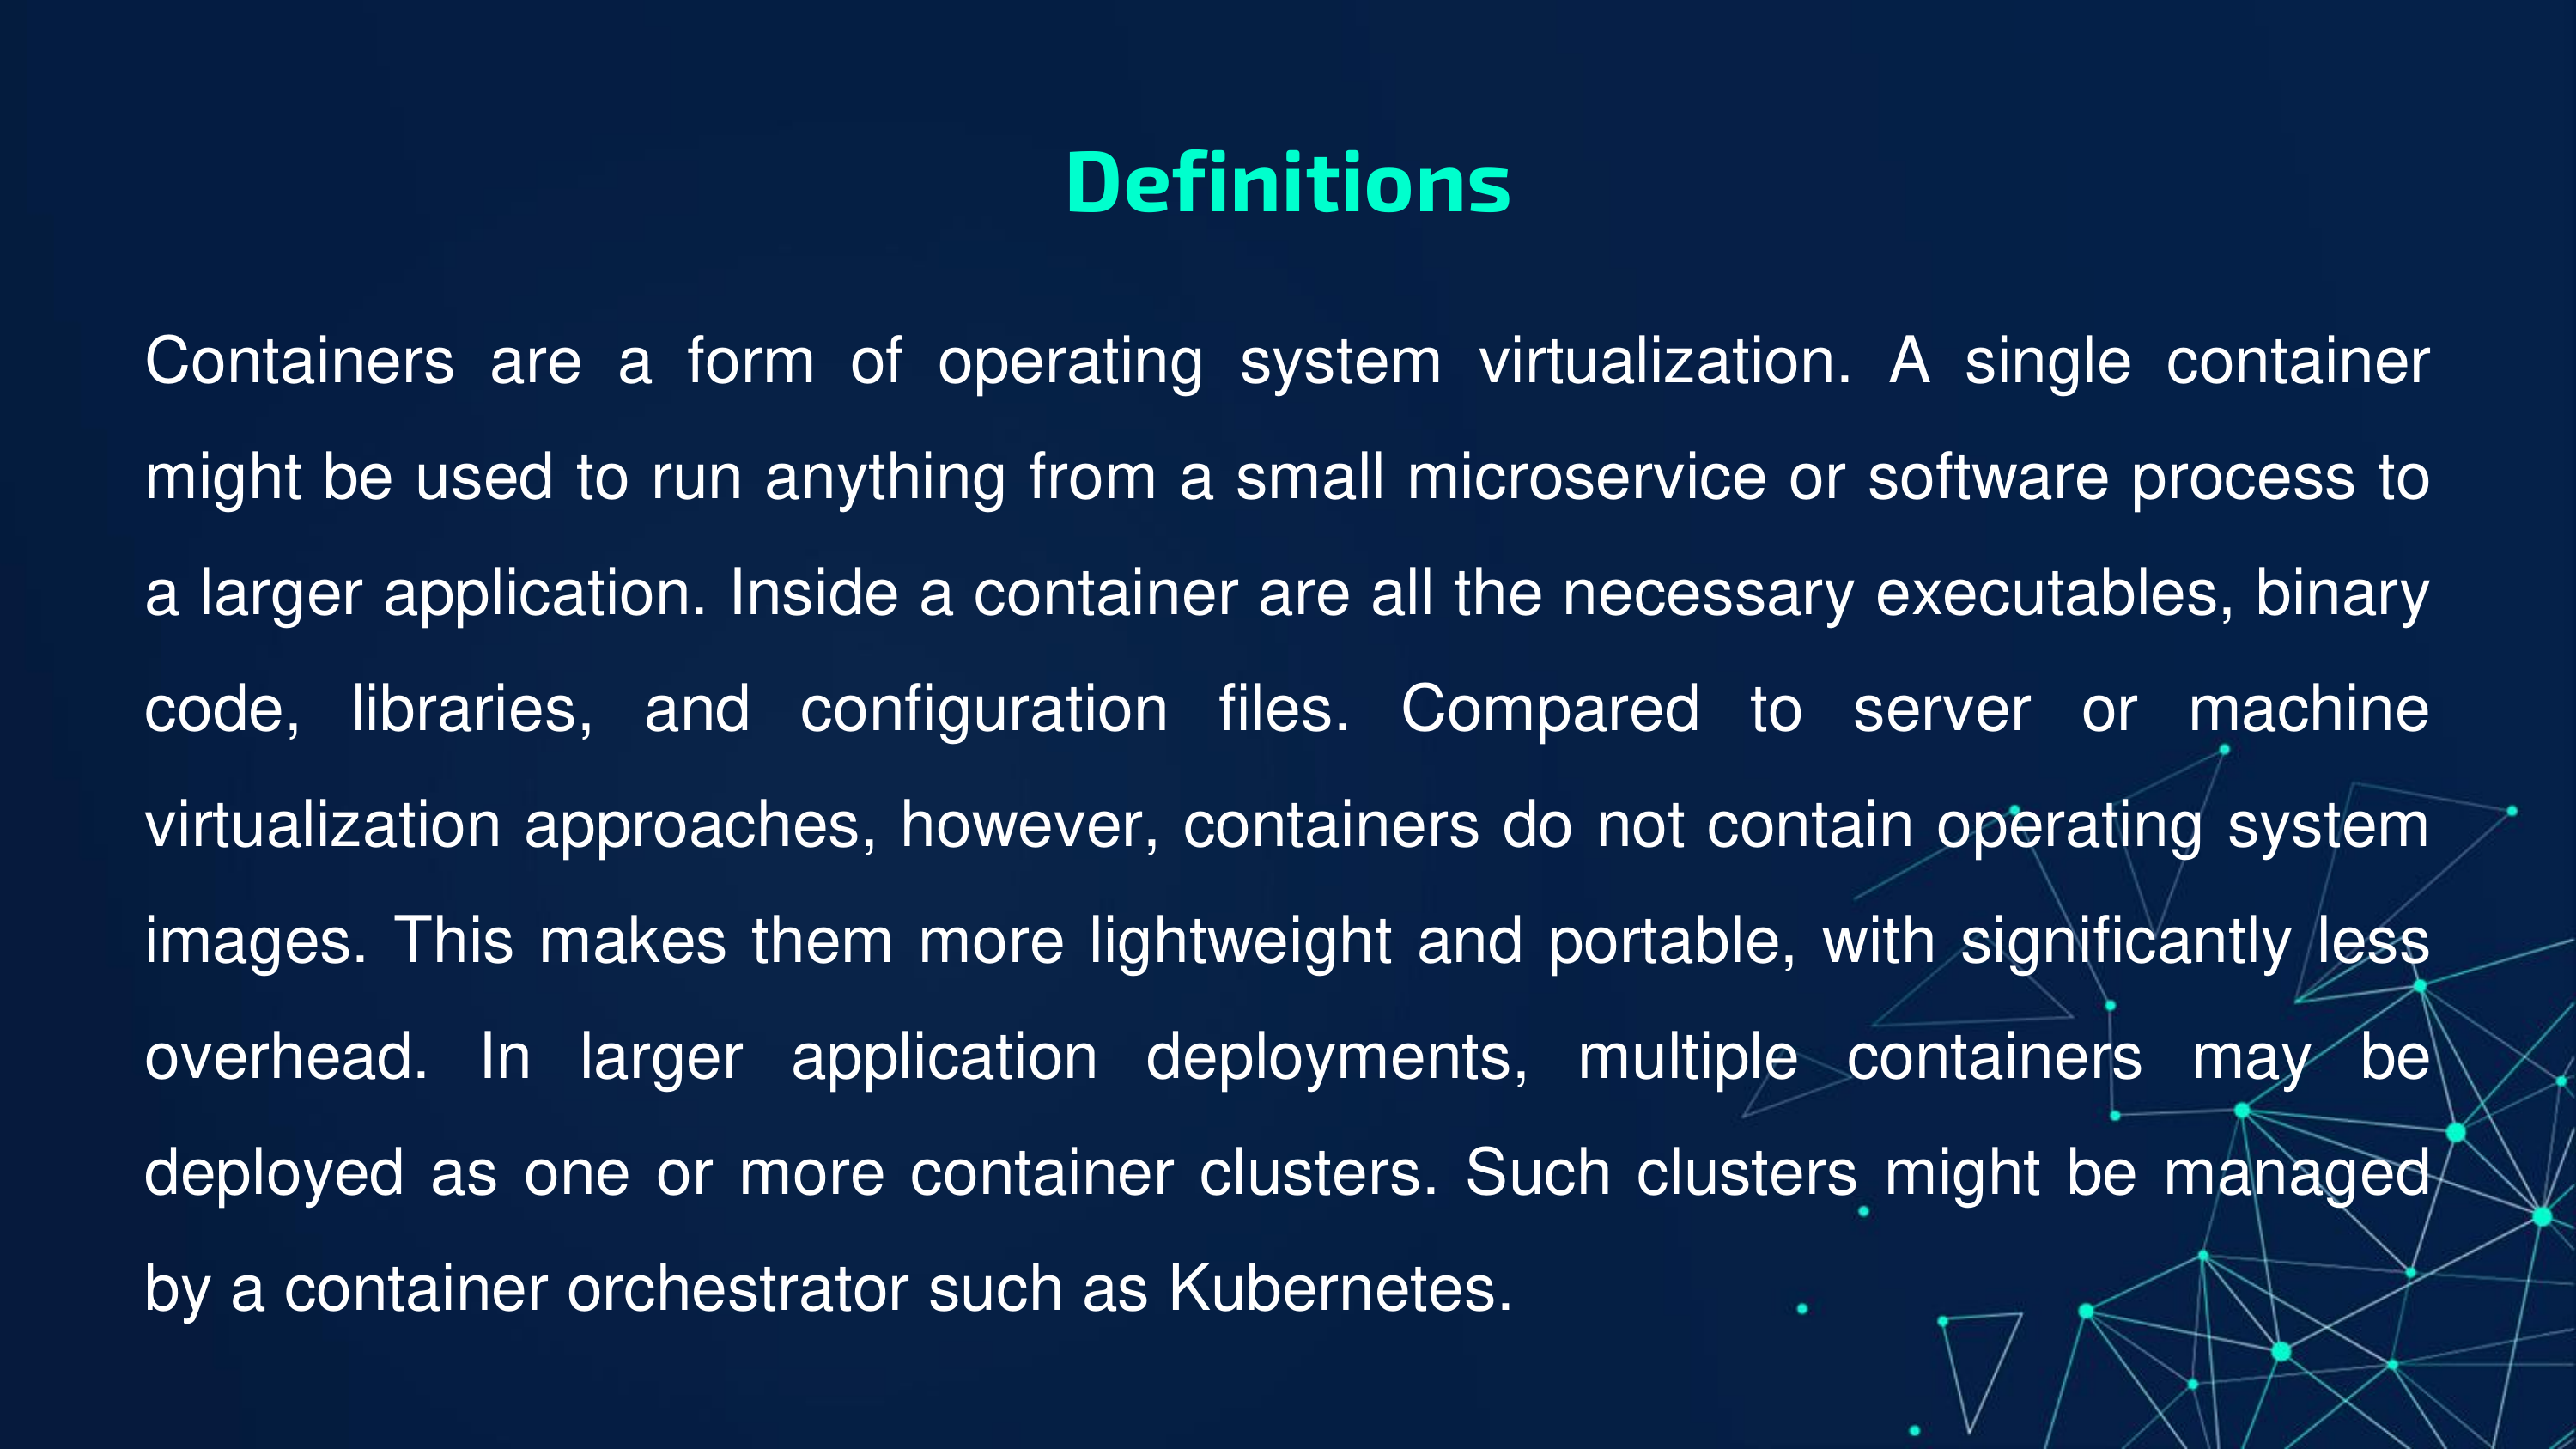 Definitions
Containers are a form of operating system virtualization. A single container
might be used to run anything from a small microservice or software process to
a larger application. Inside a container are all the necessary executables, binary
code, libraries, and configuration files. Compared to server or machine
virtualization approaches, however, containers do not contain operating system
images. This makes them more lightweight and portable, with significantly less
overhead. In larger application deployments, multiple containers may be
deployed as one or more container clusters. Such clusters might be managed
by a container orchestrator such as Kubernetes.